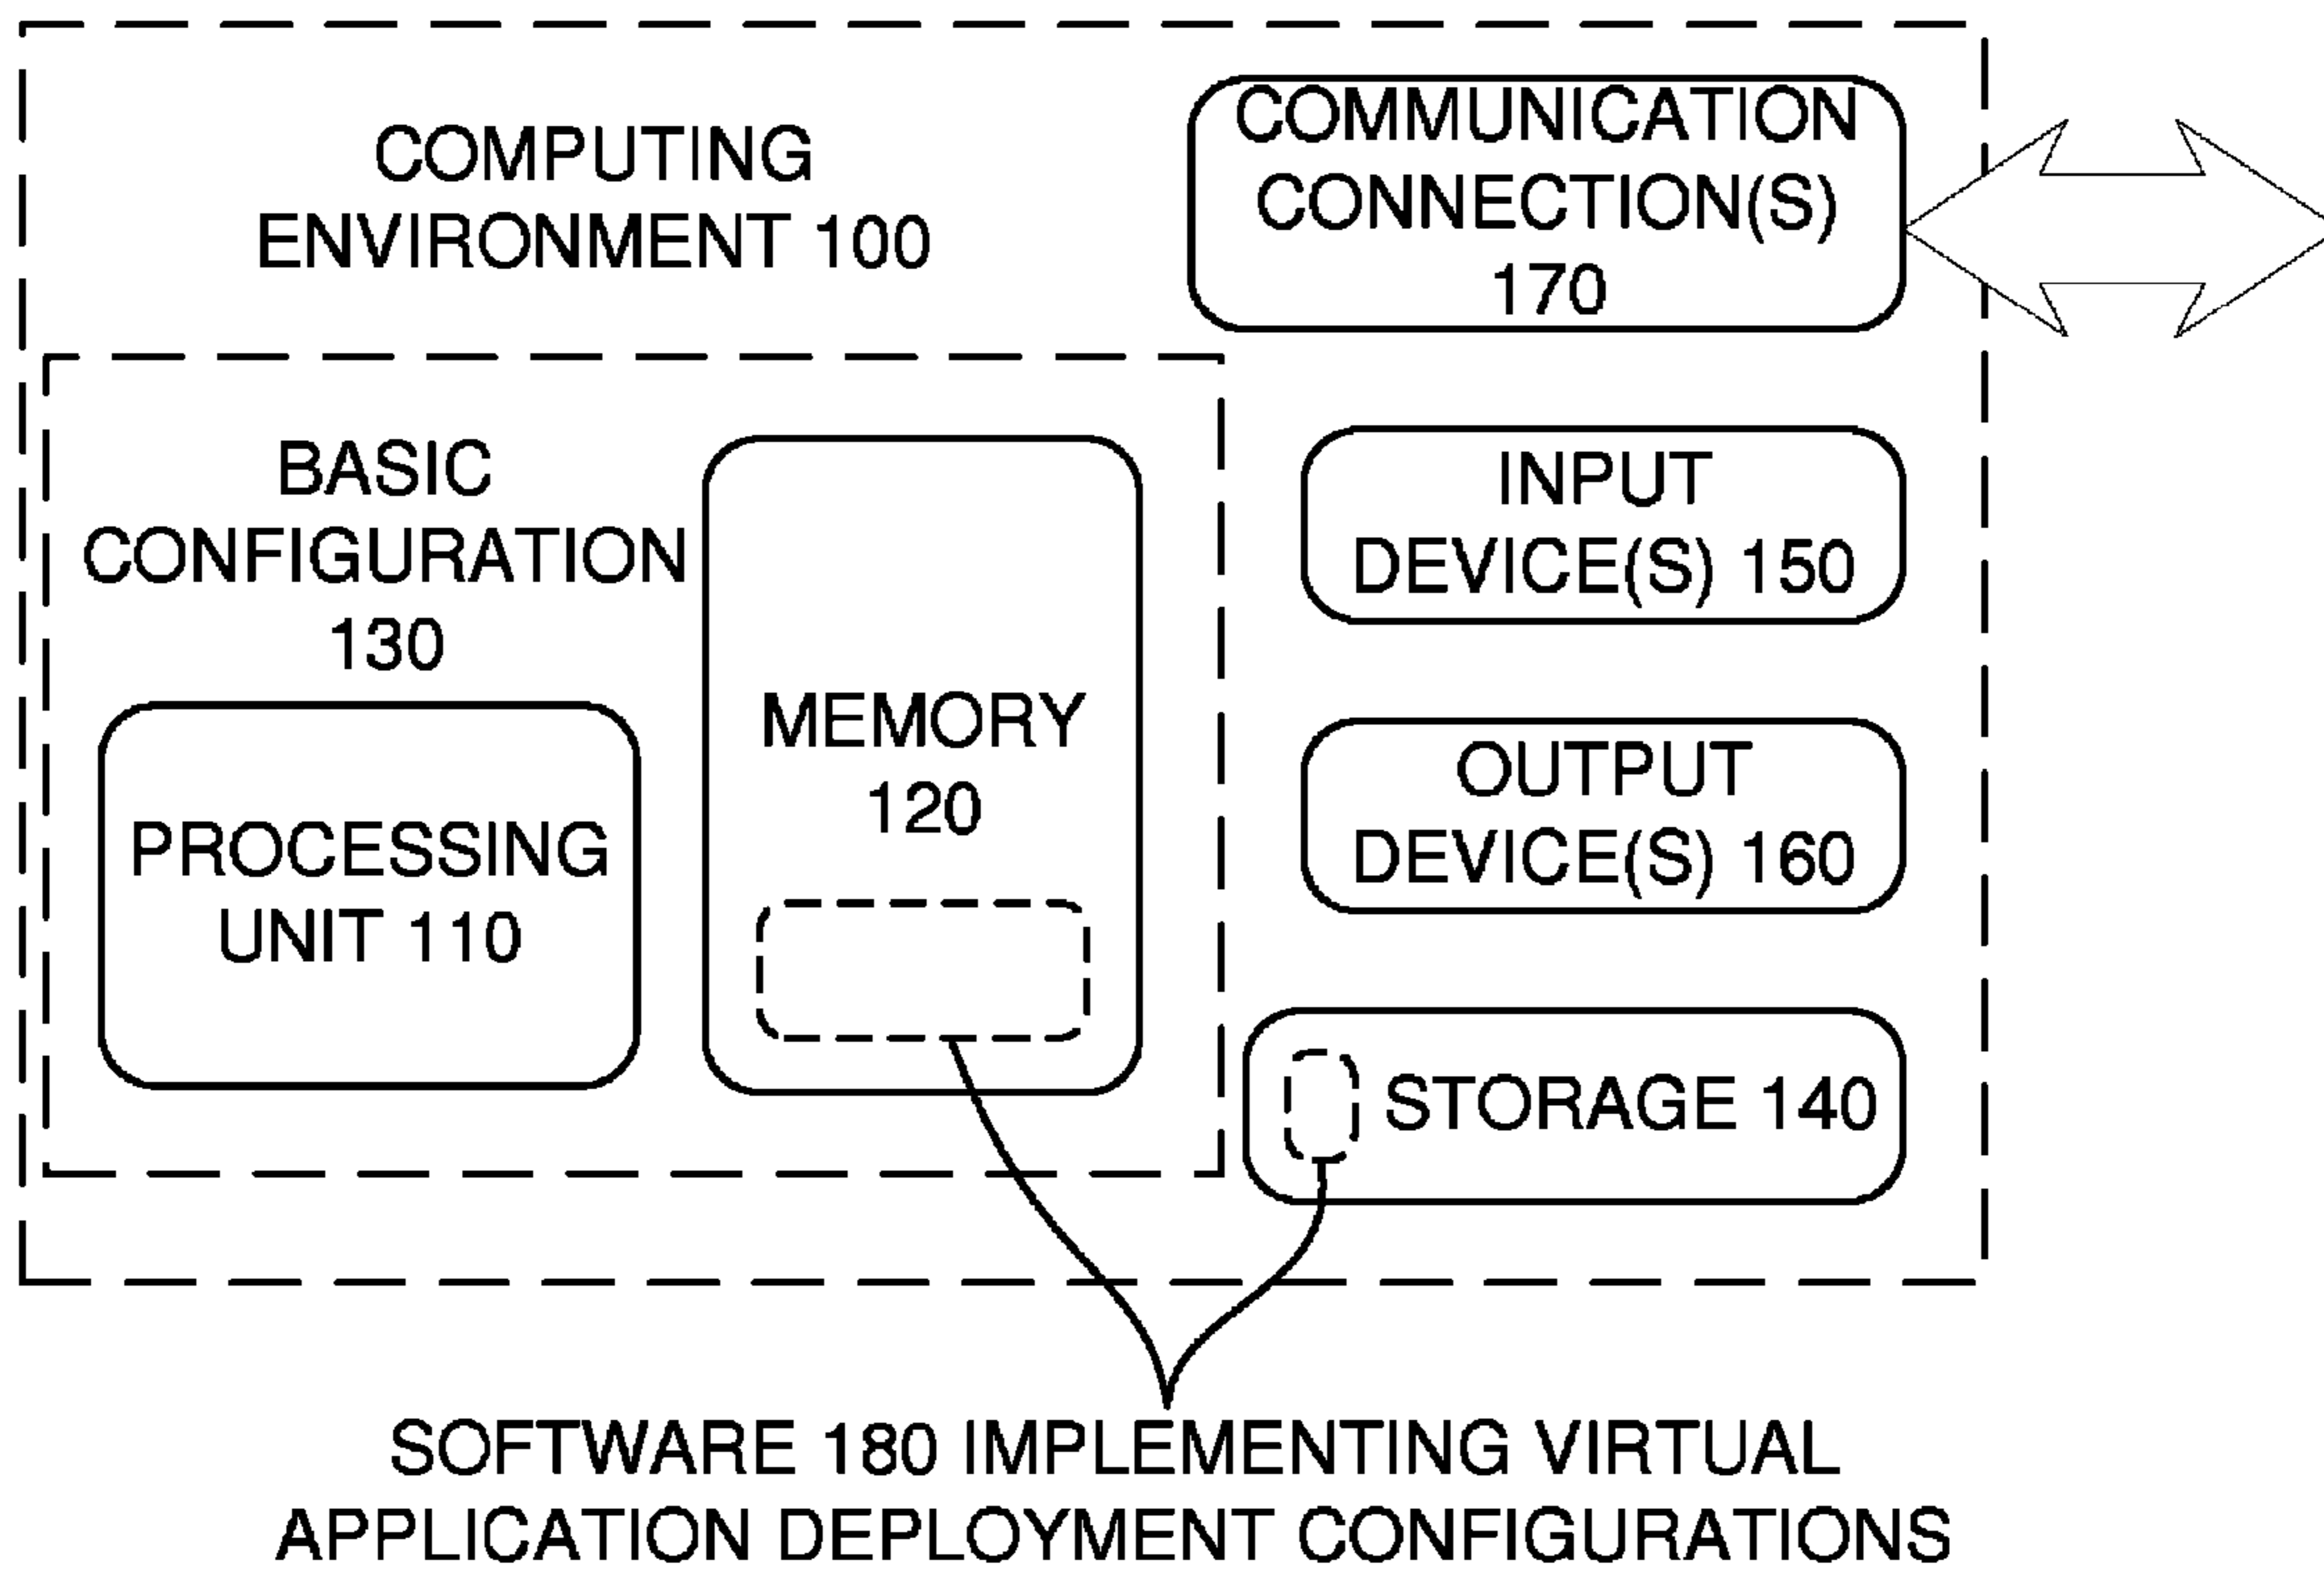 COMPUTING
ENVIRONMENT 100
COMMUNICATION
CONNECTION(S)
170
BASIC
CONFIGURATION
130
PROCESSING
UNIT 110
MEMORY
120
INPUT
DEVICE(S) 150
OUTPUT
DEVICE(S) 160
STORAGE 140
SOFTWARE 180 IMPLEMENTING VIRTUAL
APPLICATION DEPLOYMENT CONFIGURATIONS